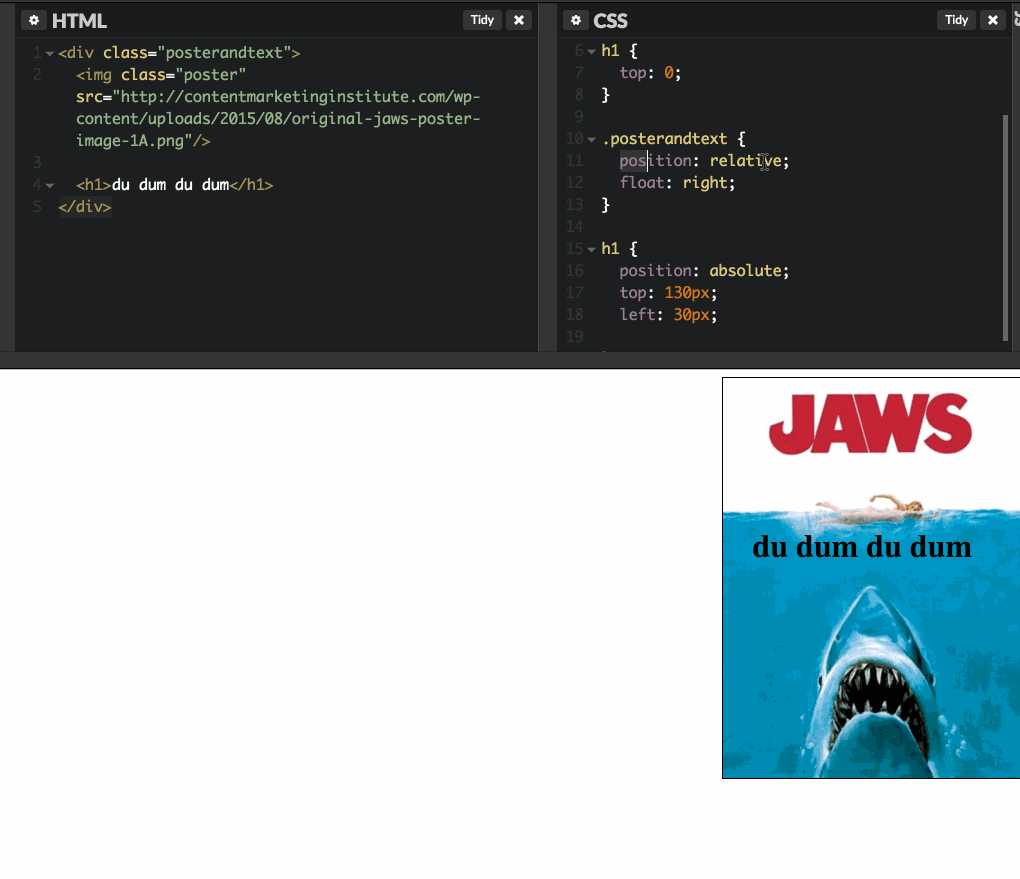 HTML
Tidy
1 <div class="posterandtext">
2 <img class="poster"
src="http://contentmarketinginstitute.com/wp-
content/uploads/2015/08/original-jaws-poster-
image-1A.png"/>
3
4 <h1>du dum du dum</h1>
5 </div>
CSS
Tidy
6 h1 {
7 top: 0;
8 }
9
10 .posterandtext {
11 position: relative;
12 float: right;
13 }
14
15 h1 {
16 position: absolute;
17 top: 130px;
18 left: 30px;
19
JAWS
du dum du dum